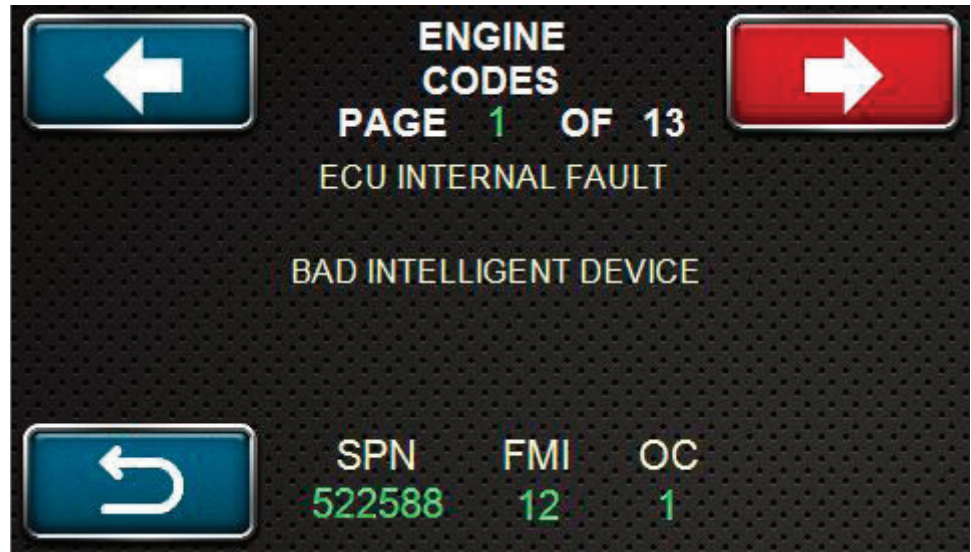 ENGINE
CODES
PAGE 1 OF 13
ECU INTERNAL FAULT
BAD INTELLIGENT DEVICE
SPN FMI OC
522588 12 1